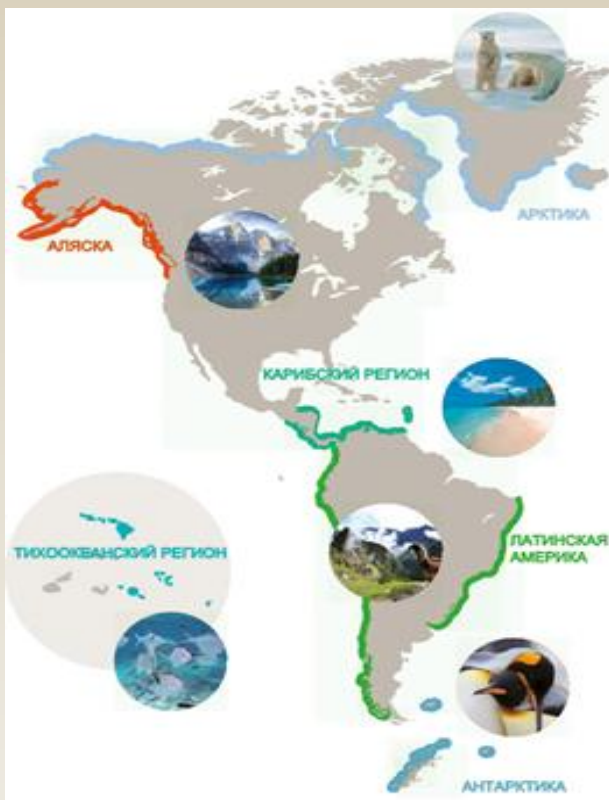 АРКТИКА
АЛЯСКА
КАРИБСКИЙ РЕГИОН
ТИХООКЕАНСКИЙ РЕГИОН
ЛАТИНСКАЯ
АМЕРИКА
АНТАРКТИКА